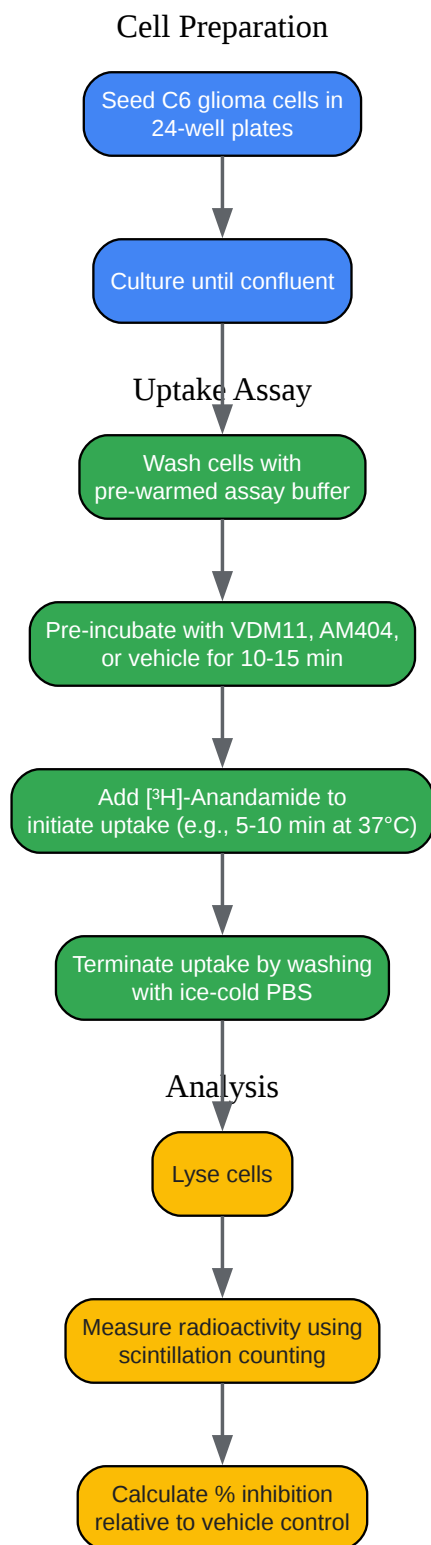 Cell Preparation
Seed C6 glioma cells in
24-well plates
Culture until confluent
Uptake Assay
Wash cells with
pre-warmed assay buffer
Pre-incubate with VDM11, AM404,
or vehicle for 10-15 min
Add [³H]-Anandamide to
initiate uptake (e.g., 5-10 min at 37°C)
Terminate uptake by washing
with ice-cold PBS
Analysis
Lyse cells
Measure radioactivity using
scintillation counting
Calculate % inhibition
relative to vehicle control